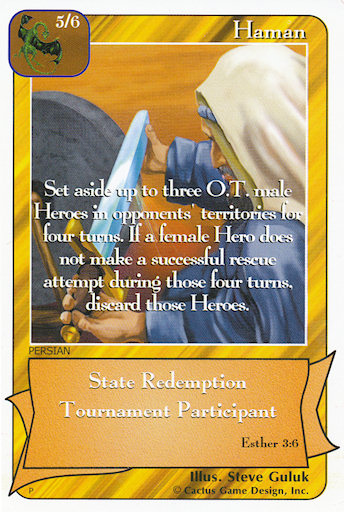 5/6
Haman
Set aside up to three O.T. male
Heroes in opponents' territories for
four turns. If a female Hero does
not make a successful rescue
attempt during those four turns,
discard those Heroes.
PERSIAN
State Redemption
Tournament Participant
Esther 3:6
Illus. Steve Guluk
P
© Cactus Game Design, Inc.